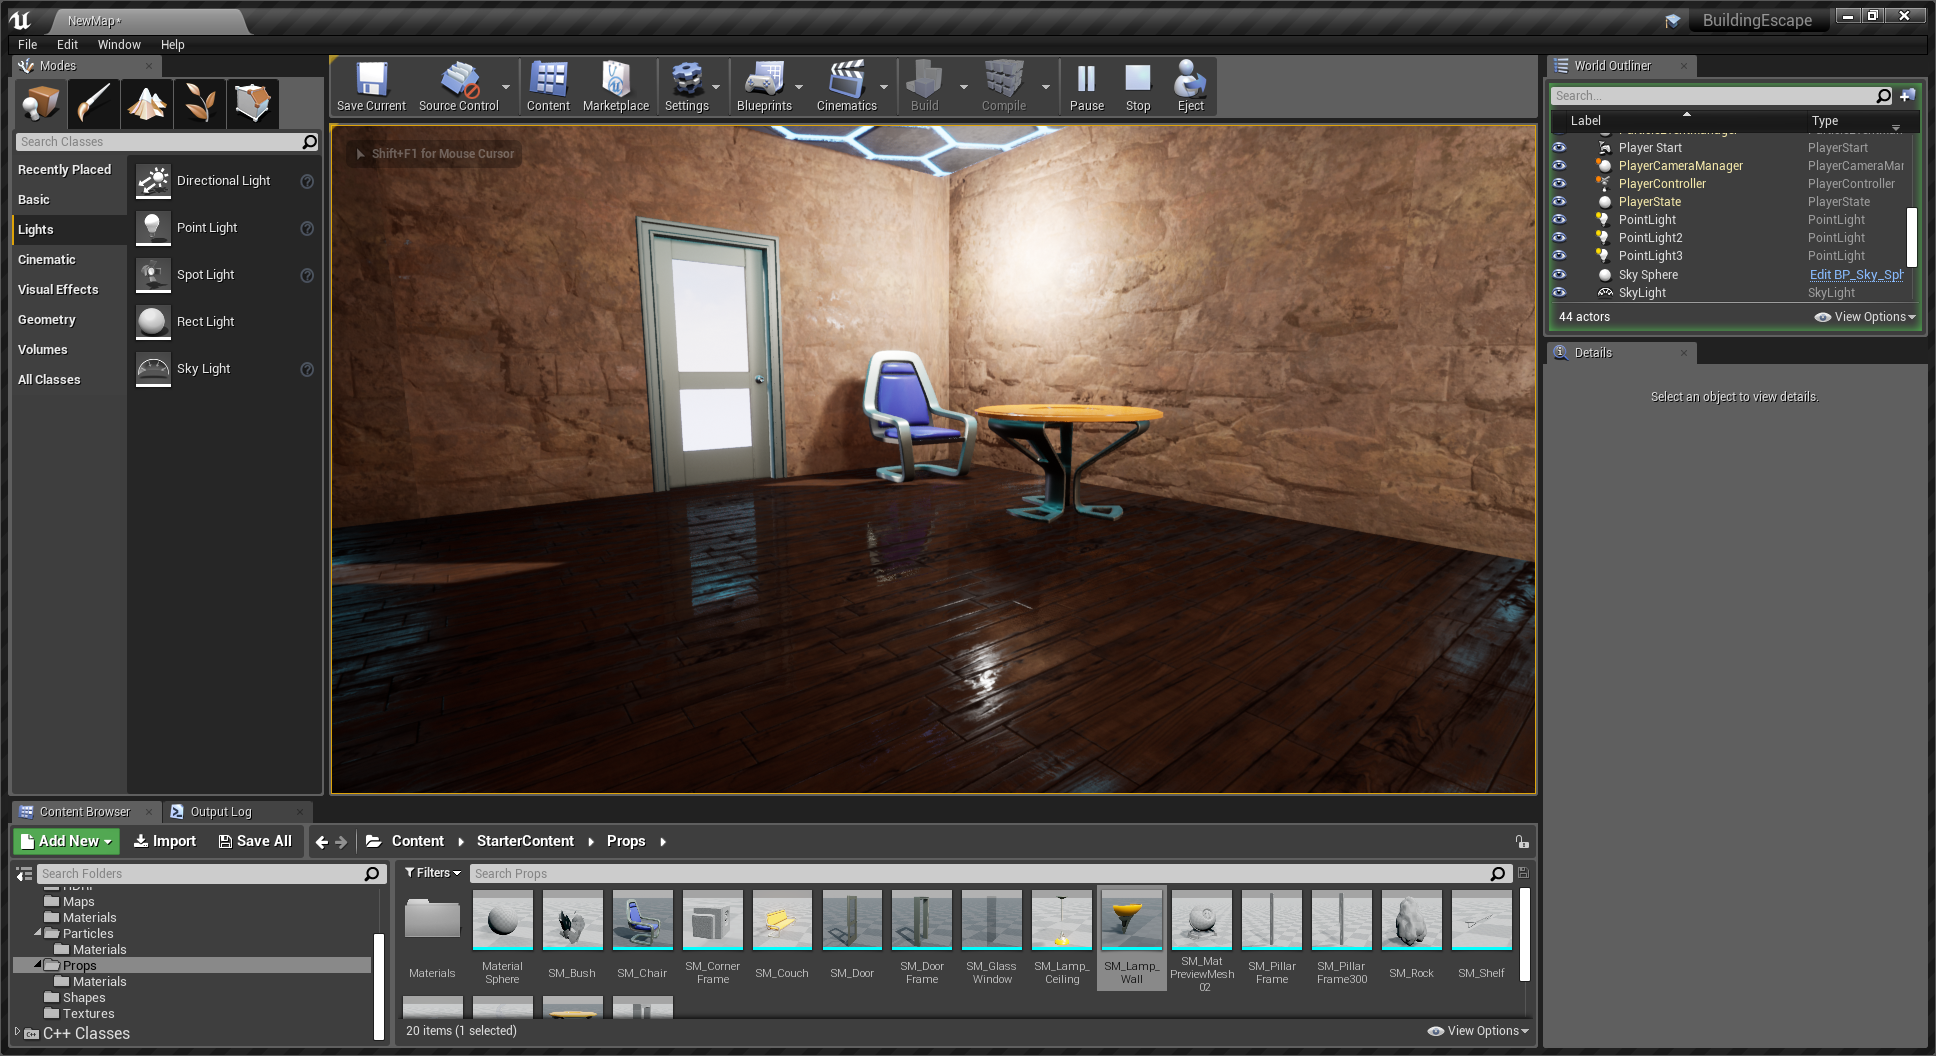 NewMap*
BuildingEscape
File Edit Window Help
Modes
Search Classes
Recently Placed
Basic
Lights
Cinematic
Visual Effects
Geometry
Volumes
All Classes
Directional Light
Point Light
Spot Light
Rect Light
Sky Light
Save Current Source Control Content Marketplace Settings Blueprints Cinematics Build Compile Pause Stop Eject
Shift+F1 for Mouse Cursor
World Outliner
Search...
Label Type
Player Start PlayerStart
PlayerCameraManager PlayerCameraMar
PlayerController PlayerController
PlayerState PlayerState
PointLight PointLight
PointLight2 PointLight
PointLight3 PointLight
Sky Sphere Edit BP_Sky_Sph
SkyLight SkyLight
44 actors View Options
Details
Select an object to view details.
Content Browser Output Log
Add New Import Save All Content StarterContent Props
Search Folders
Maps
Materials
Particles
Materials
Props
Materials
Shapes
Textures
C++ Classes
Filters Search Props
Materials
Material
Sphere
SM_Bush
SM_Chair
SM_Corner
Frame
SM_Couch
SM_Door
SM_Door
Frame
SM_Glass
Window
SM_Lamp_
Ceiling
SM_Lamp_
Wall
SM_Mat
PreviewMesh
02
SM_Pillar
Frame
SM_Pillar
Frame300
SM_Rock
SM_Shelf
20 items (1 selected) View Options